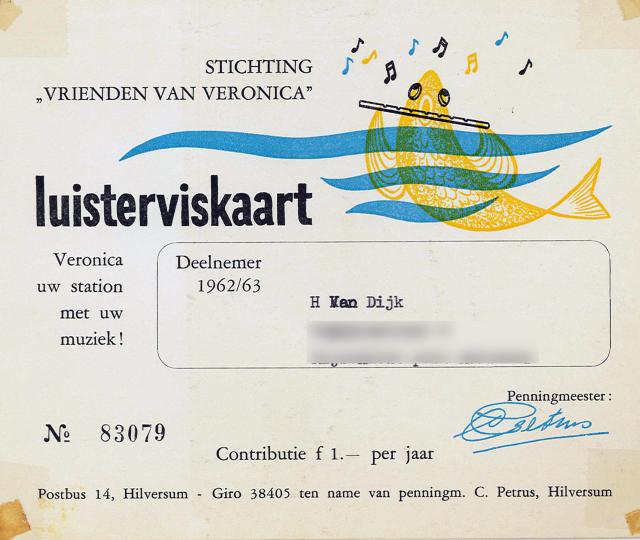 STICHTING
„VRIENDEN VAN VERONICA”
luisterviskaart
Veronica
uw station
met uw
muziek!
Deelnemer
1962/63
H Van Dijk
Penningmeester:
C Petrus
№ 83079
Contributie f 1.— per jaar
Postbus 14, Hilversum - Giro 38405 ten name van penningm. C. Petrus, Hilversum